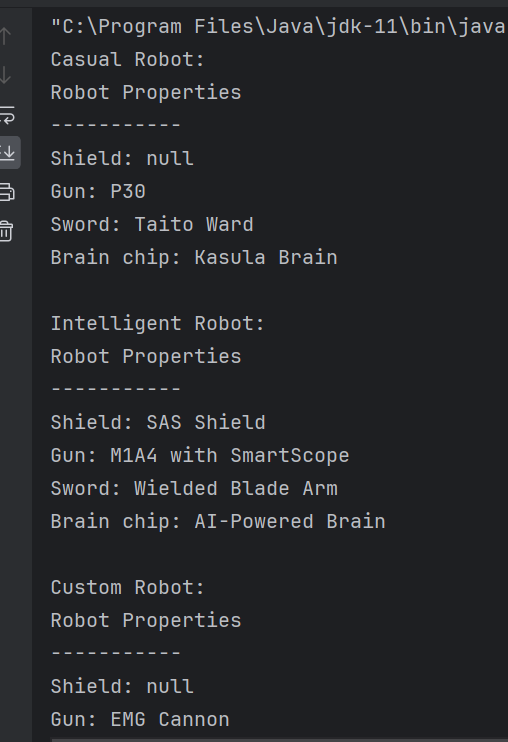 "C:\Program Files\Java\jdk-11\bin\java
Casual Robot:
Robot Properties
-----------
Shield: null
Gun: P30
Sword: Taito Ward
Brain chip: Kasula Brain
Intelligent Robot:
Robot Properties
-----------
Shield: SAS Shield
Gun: M1A4 with SmartScope
Sword: Wielded Blade Arm
Brain chip: AI-Powered Brain
Custom Robot:
Robot Properties
-----------
Shield: null
Gun: EMG Cannon